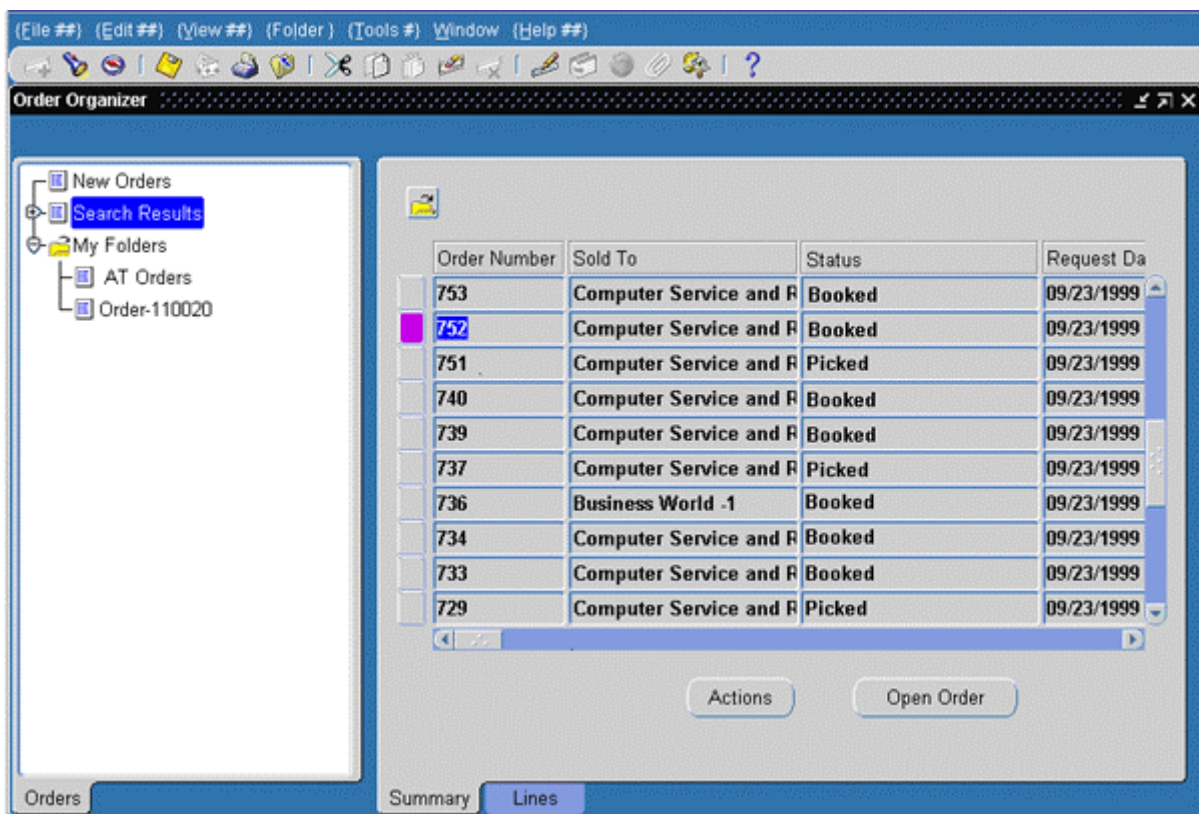 {File ##} {Edit ##} {View ##} {Folder } {Tools #} Window {Help ##}
Order Organizer
New Orders
Search Results
My Folders
AT Orders
Order-110020
Order Number Sold To Status Request Da
753 Computer Service and R Booked 09/23/1999
752 Computer Service and R Booked 09/23/1999
751 Computer Service and R Picked 09/23/1999
740 Computer Service and R Booked 09/23/1999
739 Computer Service and R Booked 09/23/1999
737 Computer Service and R Picked 09/23/1999
736 Business World -1 Booked 09/23/1999
734 Computer Service and R Booked 09/23/1999
733 Computer Service and R Booked 09/23/1999
729 Computer Service and R Picked 09/23/1999
Actions Open Order
Orders
Summary Lines